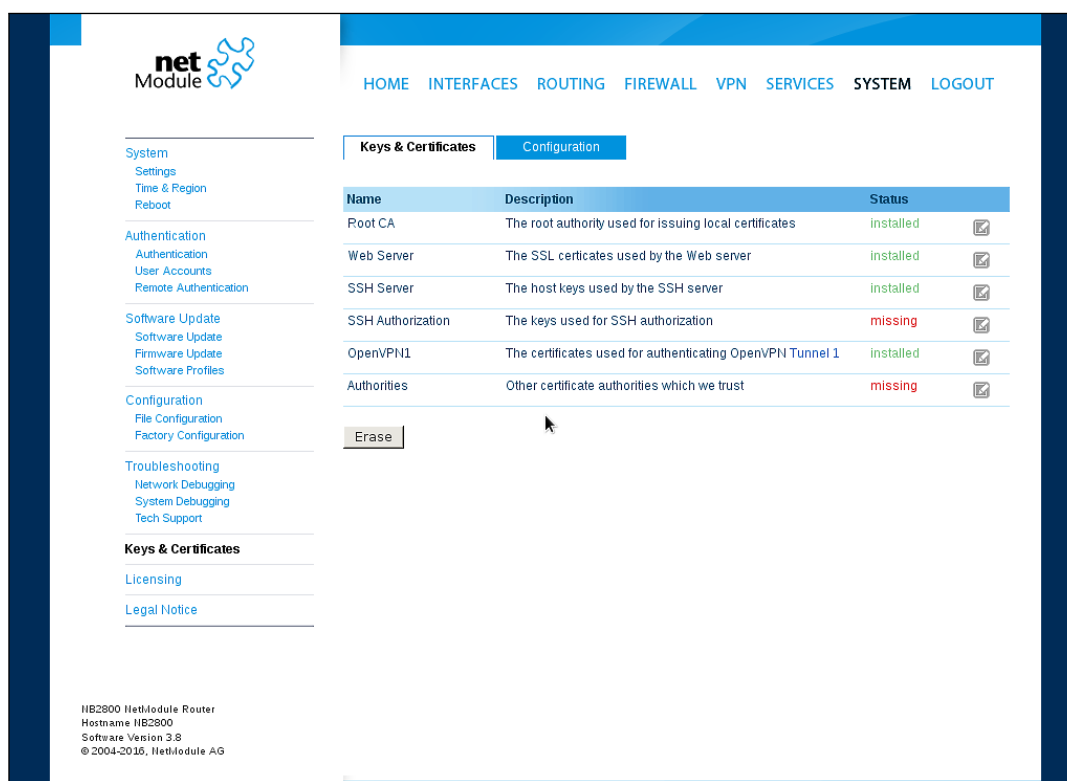 net
Module
HOME INTERFACES ROUTING FIREWALL VPN SERVICES SYSTEM LOGOUT
System
Settings
Time & Region
Reboot
Authentication
Authentication
User Accounts
Remote Authentication
Software Update
Software Update
Firmware Update
Software Profiles
Configuration
File Configuration
Factory Configuration
Troubleshooting
Network Debugging
System Debugging
Tech Support
Keys & Certificates
Licensing
Legal Notice
Keys & Certificates Configuration
Name Description Status
Root CA The root authority used for issuing local certificates installed
Web Server The SSL certicates used by the Web server installed
SSH Server The host keys used by the SSH server installed
SSH Authorization The keys used for SSH authorization missing
OpenVPN1 The certificates used for authenticating OpenVPN Tunnel 1 installed
Authorities Other certificate authorities which we trust missing
Erase
NB2800 NetModule Router
Hostname NB2800
Software Version 3.8
© 2004-2016, NetModule AG